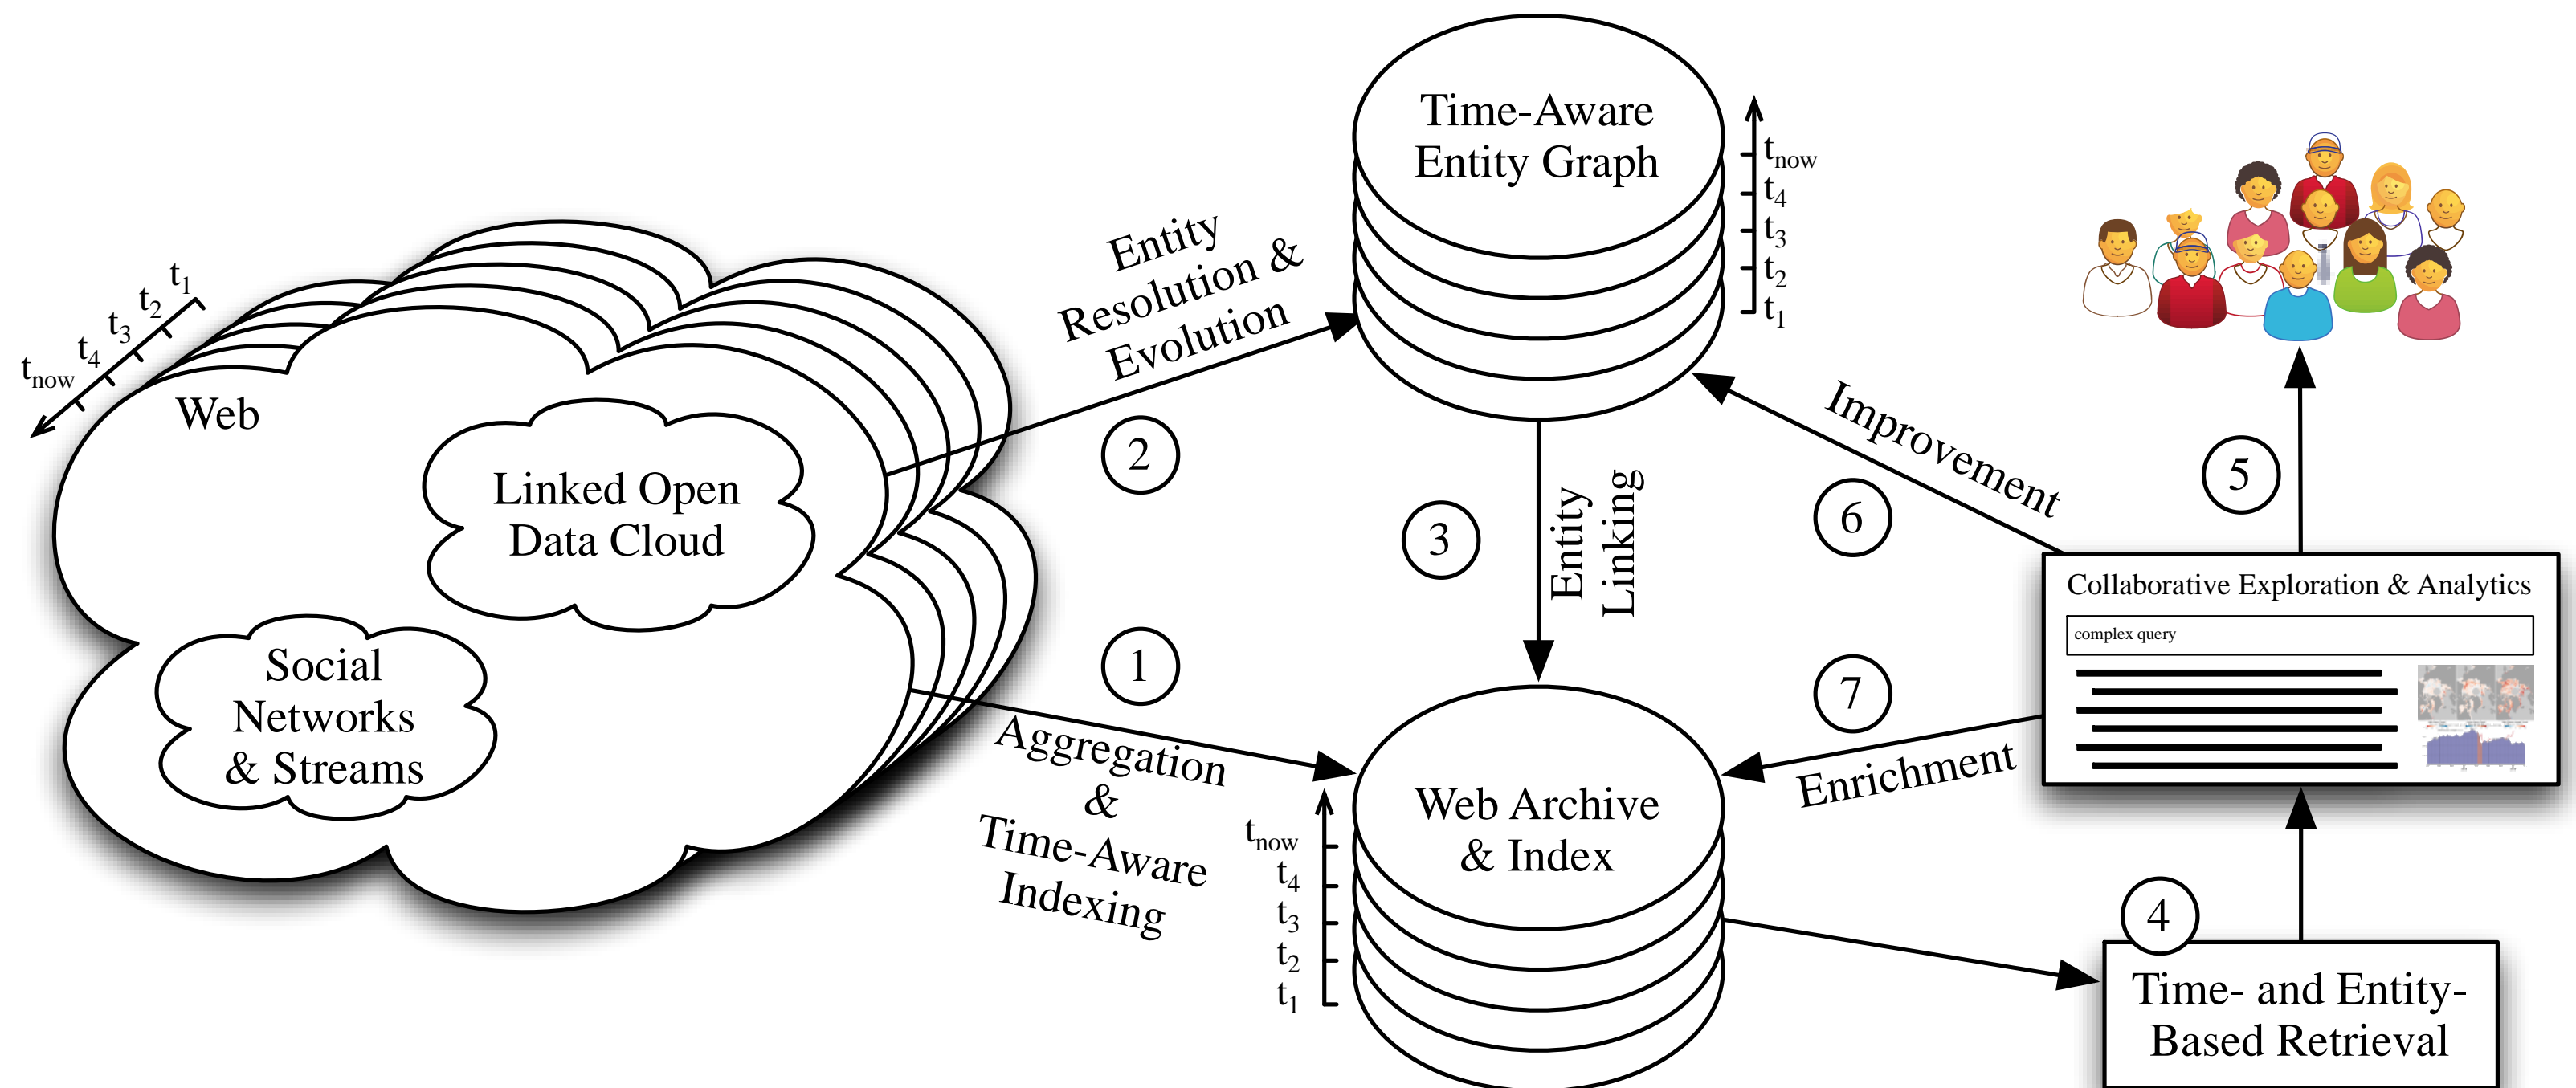 t1
t2
t3
t4
tnow
Web
Linked Open
Data Cloud
Social
Networks
& Streams
Entity
Resolution &
Evolution
2
1
Aggregation
&
Time-Aware
Indexing
Time-Aware
Entity Graph
tnow
t4
t3
t2
t1
3
Entity
Linking
Web Archive
& Index
tnow
t4
t3
t2
t1
Improvement
6
7
Enrichment
5
Collaborative Exploration & Analytics
complex query
4
Time- and Entity-
Based Retrieval